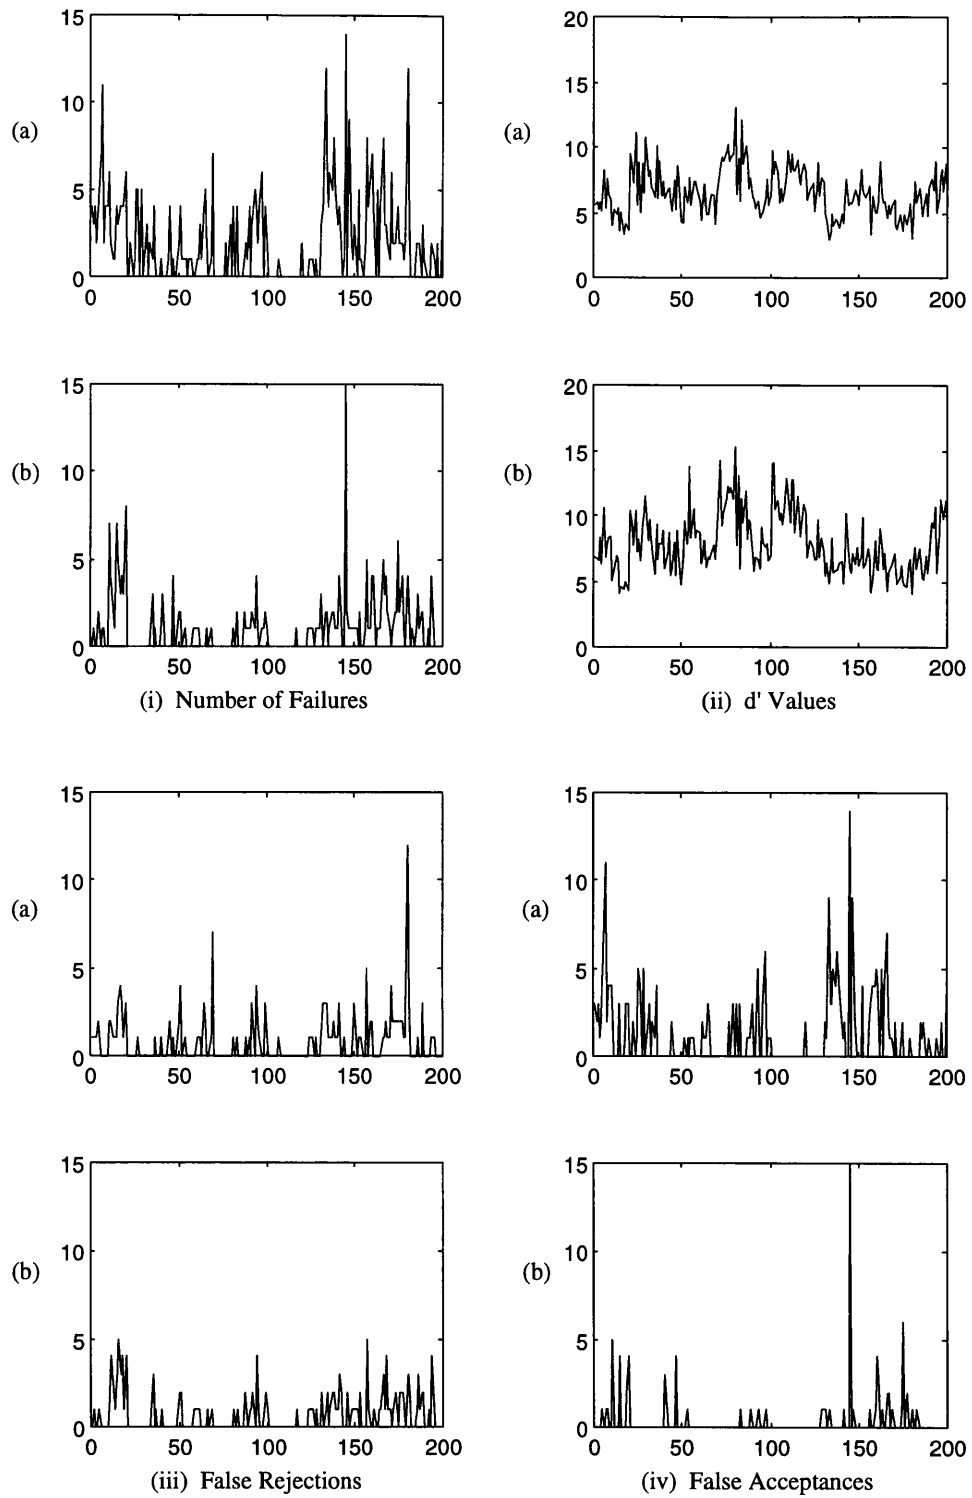 15
10
5
0
0 50 100 150 200
(a)
20
15
10
5
0
0 50 100 150 200
(a)
15
10
5
0
0 50 100 150 200
(b)
(i) Number of Failures
20
15
10
5
0
0 50 100 150 200
(b)
(ii) d' Values
15
10
5
0
0 50 100 150 200
(a)
15
10
5
0
0 50 100 150 200
(a)
15
10
5
0
0 50 100 150 200
(b)
(iii) False Rejections
15
10
5
0
0 50 100 150 200
(b)
(iv) False Acceptances